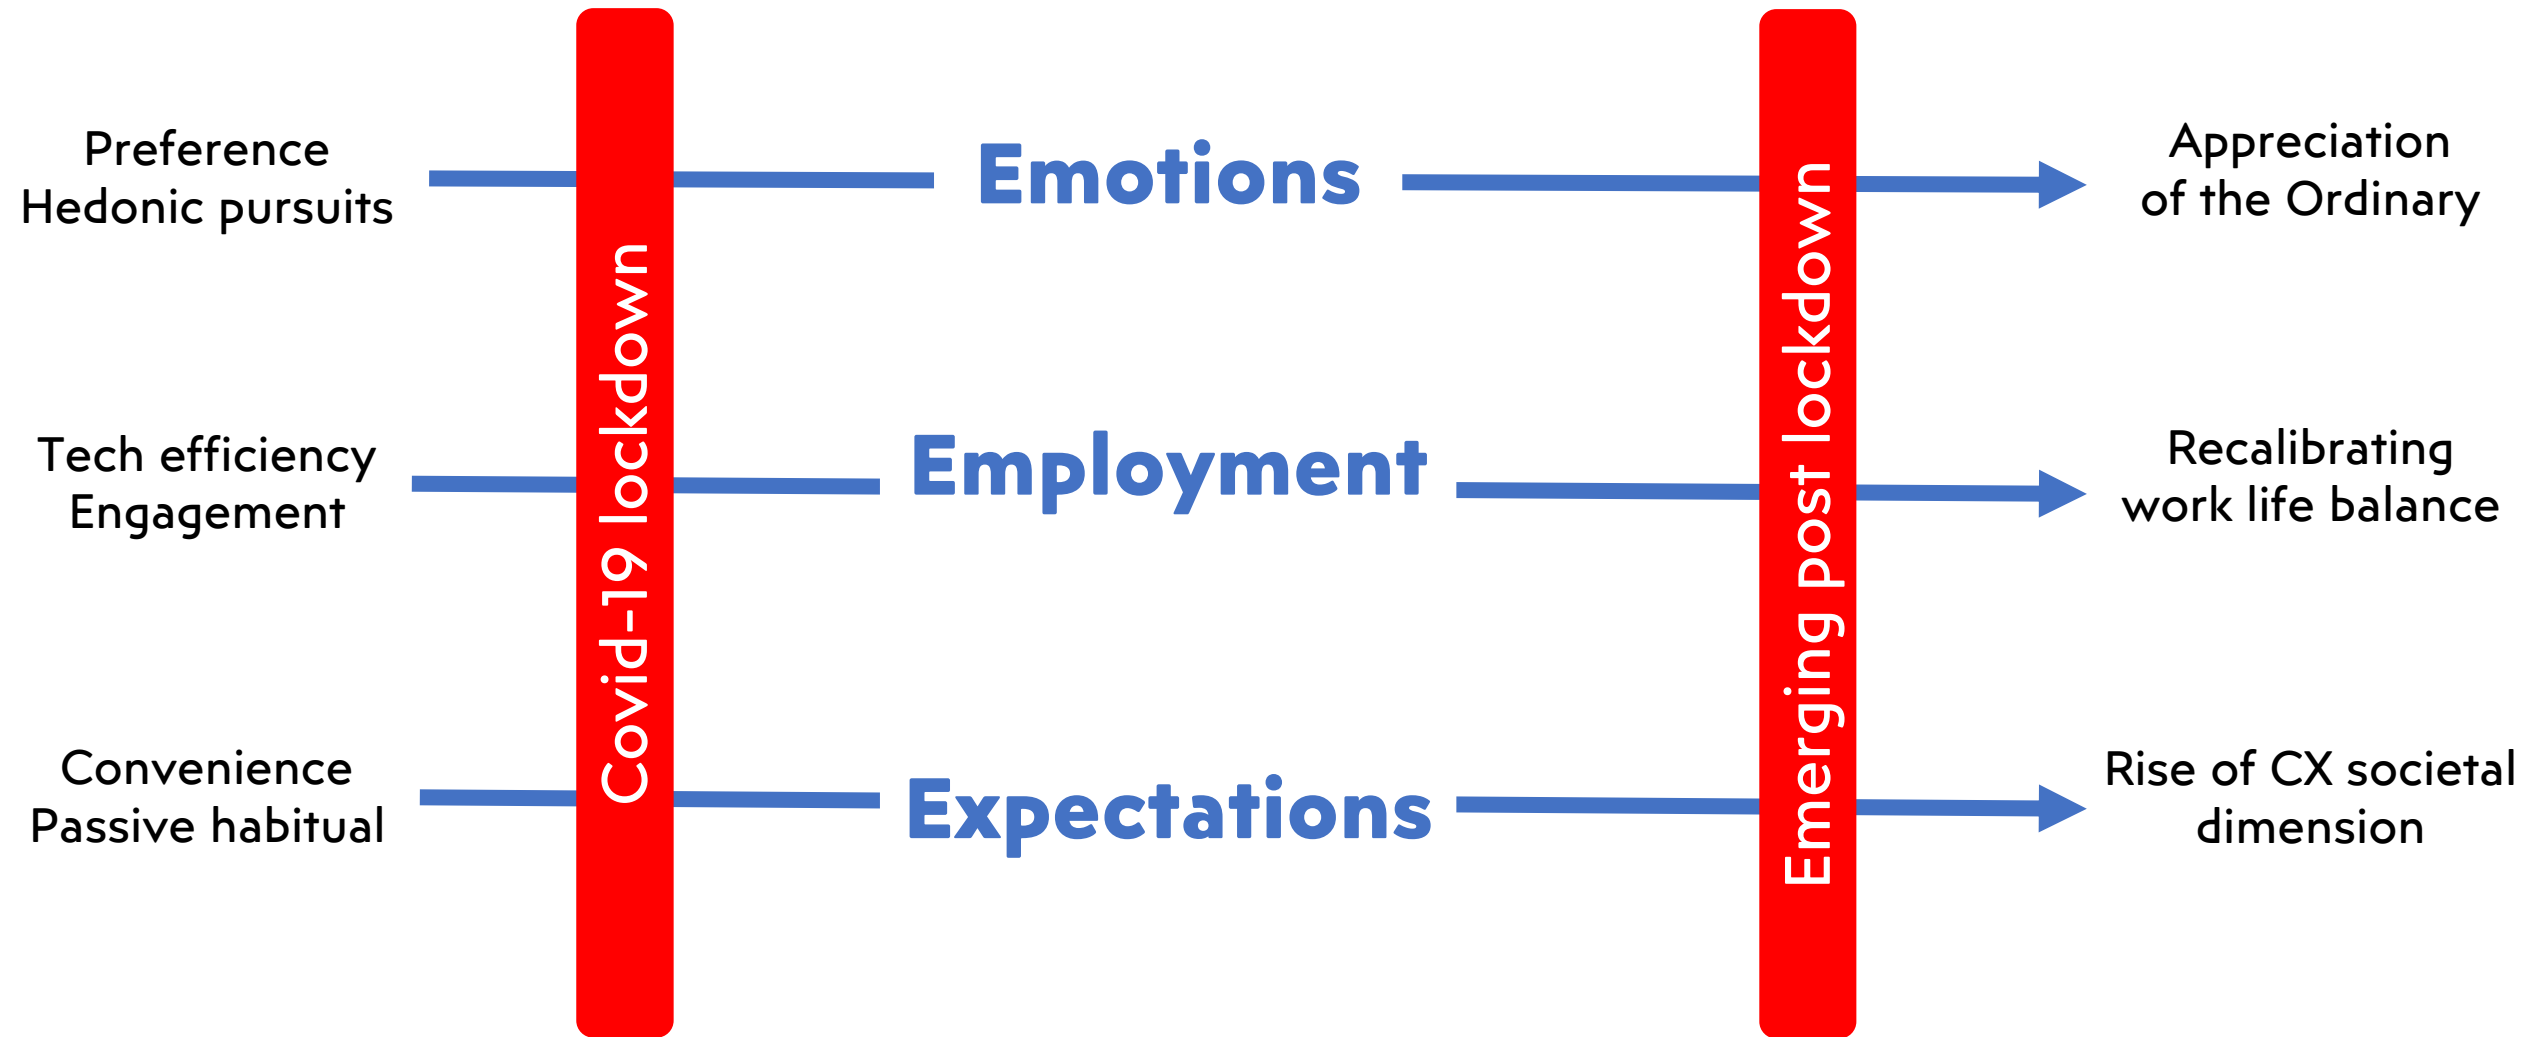 Preference
Hedonic pursuits
Emotions
Appreciation
of the Ordinary
Covid-19 lockdown
Emerging post lockdown
Tech efficiency
Engagement
Employment
Recalibrating
work life balance
Convenience
Passive habitual
Expectations
Rise of CX societal
dimension